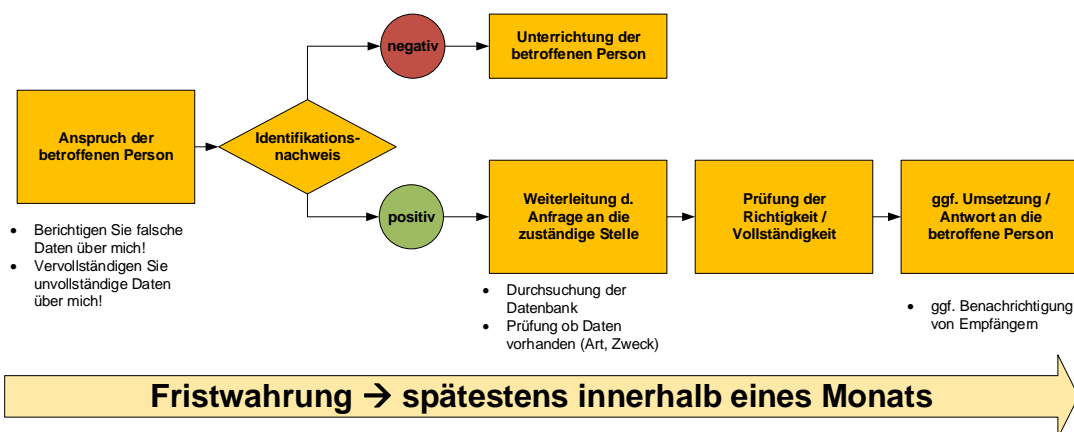 negativ
Unterrichtung der
betroffenen Person
Anspruch der
betroffenen Person
Identifikations-
nachweis
positiv
Weiterleitung d.
Anfrage an die
zuständige Stelle
Prüfung der
Richtigkeit /
Vollständigkeit
ggf. Umsetzung /
Antwort an die
betroffene Person
• Berichtigen Sie falsche
Daten über mich!
• Vervollständigen Sie
unvollständige Daten
über mich!
• Durchsuchung der
Datenbank
• Prüfung ob Daten
vorhanden (Art, Zweck)
• ggf. Benachrichtigung
von Empfängern
Fristwahrung → spätestens innerhalb eines Monats